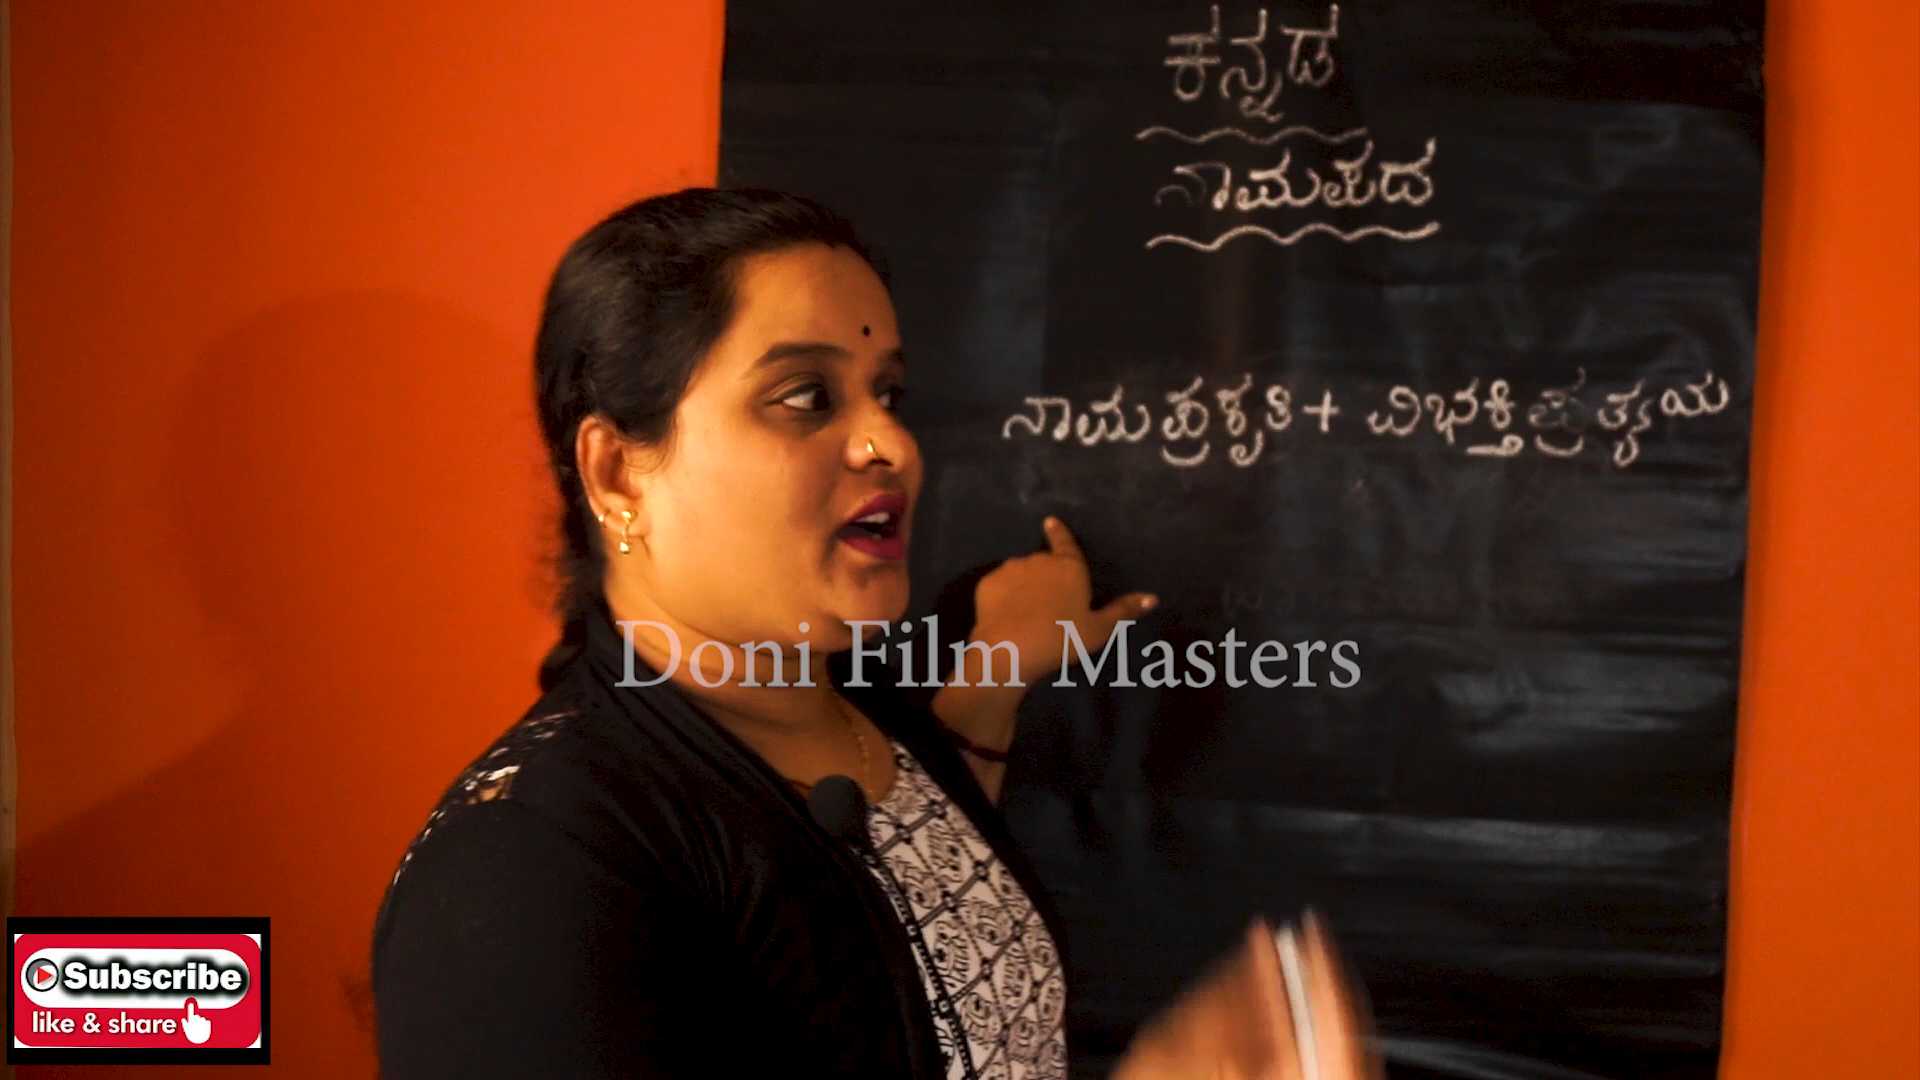 ಕನ್ನಡ
ನಾಮಪದ
ನಾಮಪ್ರಕೃತಿ + ವಿಭಕ್ತಿಪ್ರತ್ಯಯ
Doni Film Masters
Subscribe
like & share